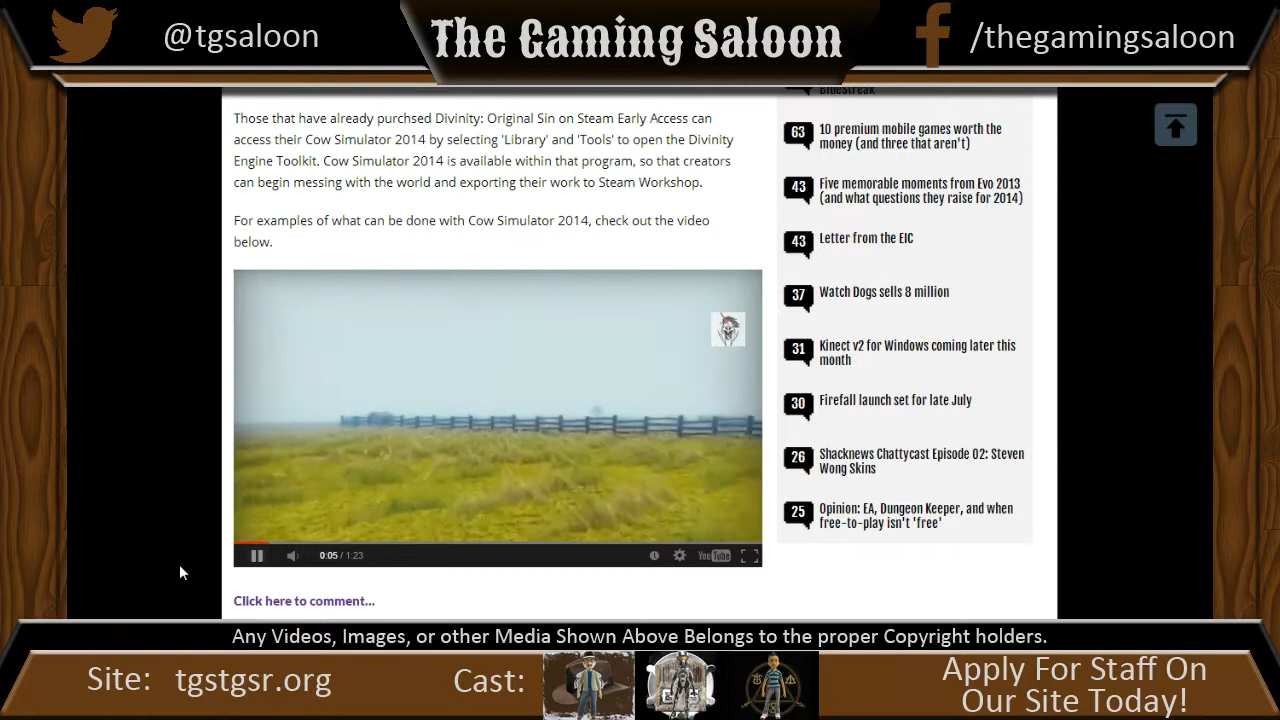 @tgsaloon
The Gaming Saloon
/thegamingsaloon
Those that have already purchsed Divinity: Original Sin on Steam Early Access can
access their Cow Simulator 2014 by selecting 'Library' and 'Tools' to open the Divinity
Engine Toolkit. Cow Simulator 2014 is available within that program, so that creators
can begin messing with the world and exporting their work to Steam Workshop.
For examples of what can be done with Cow Simulator 2014, check out the video
below.
0:05 / 1:23
YouTube
Click here to comment...
BlueStreak
63 10 premium mobile games worth the
money (and three that aren't)
43 Five memorable moments from Evo 2013
(and what questions they raise for 2014)
43 Letter from the EIC
37 Watch Dogs sells 8 million
31 Kinect v2 for Windows coming later this
month
30 Firefall launch set for late July
26 Shacknews Chattycast Episode 02: Steven
Wong Skins
25 Opinion: EA, Dungeon Keeper, and when
free-to-play isn't 'free'
Any Videos, Images, or other Media Shown Above Belongs to the proper Copyright holders.
Site: tgstgsr.org
Cast:
Apply For Staff On
Our Site Today!